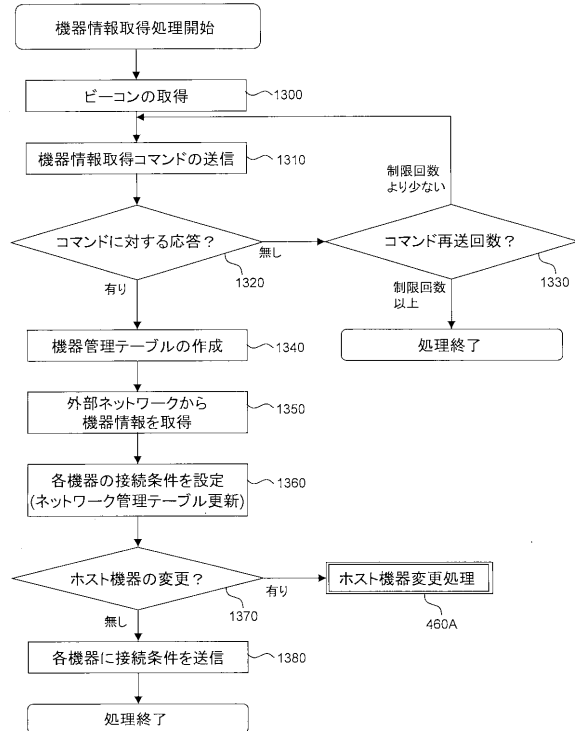 機器情報取得処理開始
ビーコンの取得
1300
機器情報取得コマンドの送信
1310
制限回数
より少ない
コマンドに対する応答？
1320
無し
コマンド再送回数？
1330
有り
制限回数
以上
機器管理テーブルの作成
1340
処理終了
外部ネットワークから
機器情報を取得
1350
各機器の接続条件を設定
(ネットワーク管理テーブル更新)
1360
ホスト機器の変更？
1370
有り
ホスト機器変更処理
460A
無し
各機器に接続条件を送信
1380
処理終了